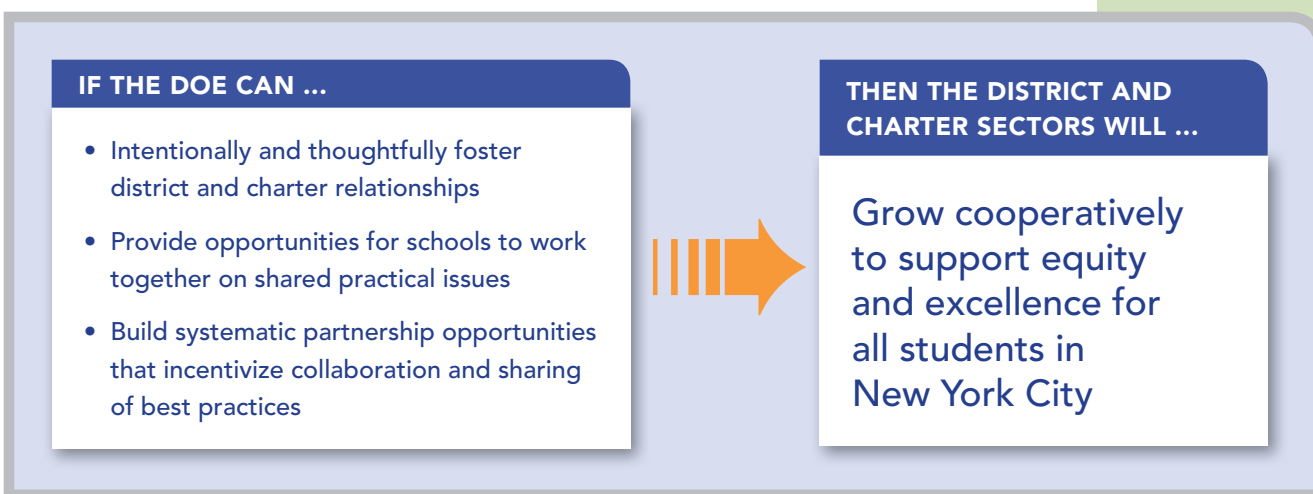 IF THE DOE CAN ...
• Intentionally and thoughtfully foster
district and charter relationships
• Provide opportunities for schools to work
together on shared practical issues
• Build systematic partnership opportunities
that incentivize collaboration and sharing
of best practices
THEN THE DISTRICT AND
CHARTER SECTORS WILL ...
Grow cooperatively
to support equity
and excellence for
all students in
New York City